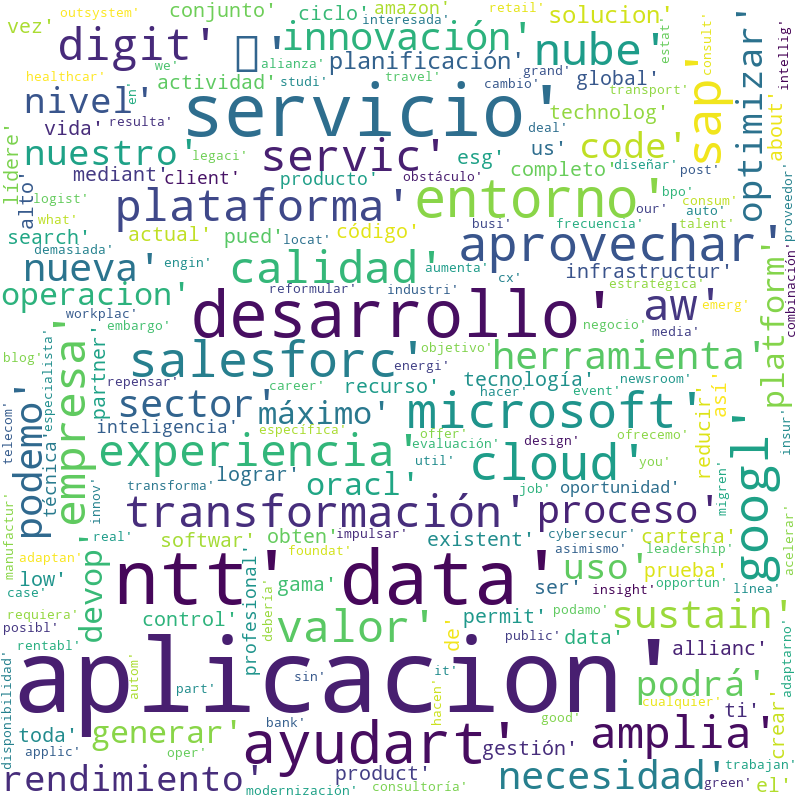 outsystem'
conjunto'
ciclo'
amazon'
retail'
solucion'
vez'
interesada'
digit'
▯'
innovación'
nube'
estat'
consult'
intellig'
we'
alianza'
healthcar'
en'
actividad'
studi'
planificación'
travel'
cambio'
grand'
global'
transport'
sap'
optimizar'
about'
nivel'
servicio'
technolog'
vida'
resulta'
deal'
lídere'
nuestro'
legaci'
servic'
esg'
us'
code'
completo'
diseñar'
alto'
mediant'
client'
producto'
obstáculo'
post'
bpo'
proveedor'
logist'
plataforma'
entorno'
our'
auto'
consum'
what'
search'
actual'
pued'
código'
busi'
frecuencia'
talent'
adaptarno'
demasiada'
locat'
aprovechar'
nueva'
engin'
calidad'
aumenta'
infrastructur'
combinación'
operacion'
workplac'
reformular'
industri'
cx'
estratégica'
aw'
emerg'
embargo'
desarrollo'
negocio'
media'
platform'
blog'
empresa'
partner'
salesforc'
objetivo'
herramienta'
energi'
repensar'
career'
recurso'
tecnología'
newsroom'
hacer'
event'
así'
reducir'
sector'
máximo'
microsoft'
telecom'
podemo'
técnica'
especialista'
inteligencia'
específica'
offer'
evaluación'
ofrecemo'
design'
you'
googl'
insur'
experiencia'
util'
cloud'
lograr'
oracl'
transforma'
job'
oportunidad'
migren'
manufactur'
innov'
transformación'
proceso'
cartera'
real'
softwar'
obten'
impulsar'
existent'
cybersecur'
asimismo'
leadership'
acelerar'
adaptan'
devop'
foundat'
ntt'
data'
uso'
prueba'
low'
case'
gama'
ser'
insight'
opportun'
línea'
requiera'
control'
profesional'
debería'
valor'
permit'
podamo'
sustain'
posibl'
de'
public'
data'
rentabl'
allianc'
disponibilidad'
autom'
part'
aplicacion'
sin'
it'
podrá'
hacen'
cualquier'
toda'
generar'
bank'
good'
ti'
crear'
trabajan'
applic'
oper'
ayudart'
gestión'
amplia'
rendimiento'
product'
necesidad'
green'
el'
modernización'
consultoría'